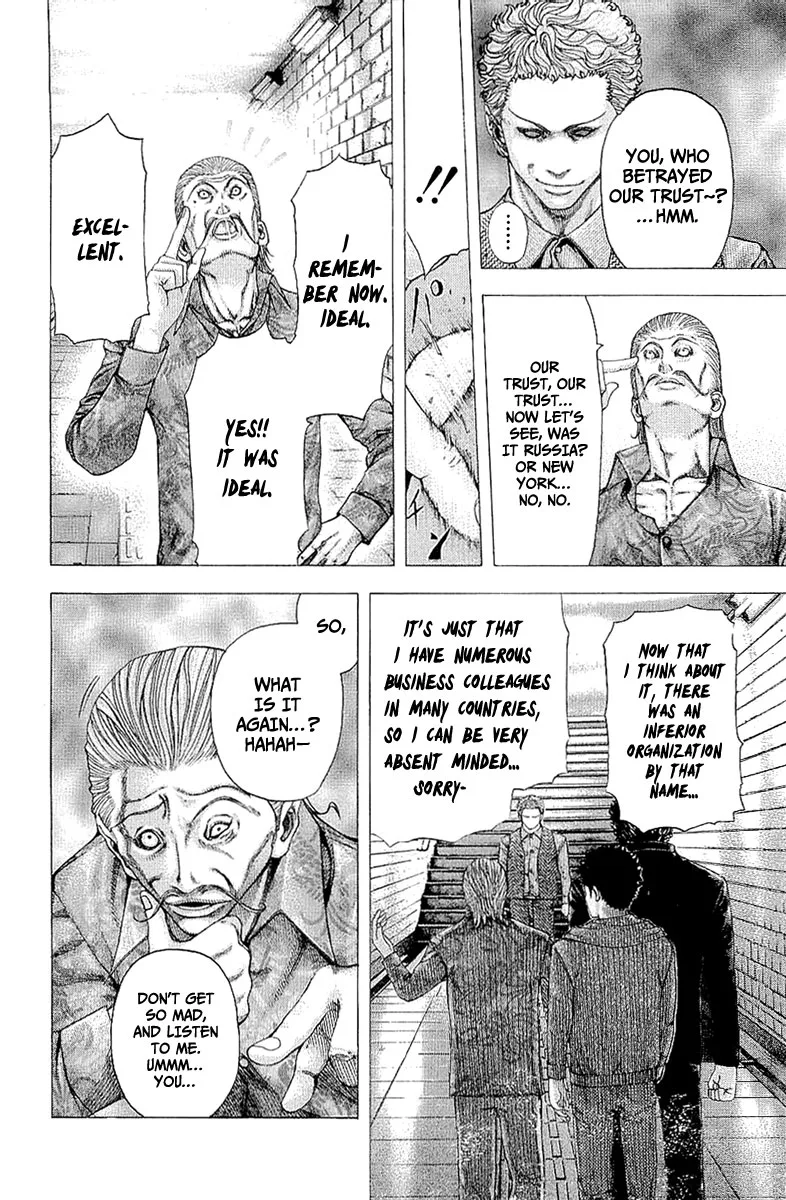 YOU, WHO
BETRAYED
OUR TRUST~?
...HMM.
......
OUR
TRUST, OUR
TRUST...
NOW LET'S
SEE, WAS
IT RUSSIA?
OR NEW
YORK...
NO, NO.
!!
I
REMEM-
BER NOW.
IDEAL.
EXCEL-
LENT.
YES!!
IT WAS
IDEAL.
NOW THAT
I THINK ABOUT
IT, THERE
WAS AN
INFERIOR
ORGANIZATION
BY THAT
NAME...
IT'S JUST THAT
I HAVE NUMEROUS
BUSINESS COLLEAGUES
IN MANY COUNTRIES,
SO I CAN BE VERY
ABSENT MINDED...
SORRY-
SO,
WHAT
IS IT
AGAIN...?
HAHAH—
DON'T GET
SO MAD,
AND LISTEN
TO ME.
UMMM...
YOU...